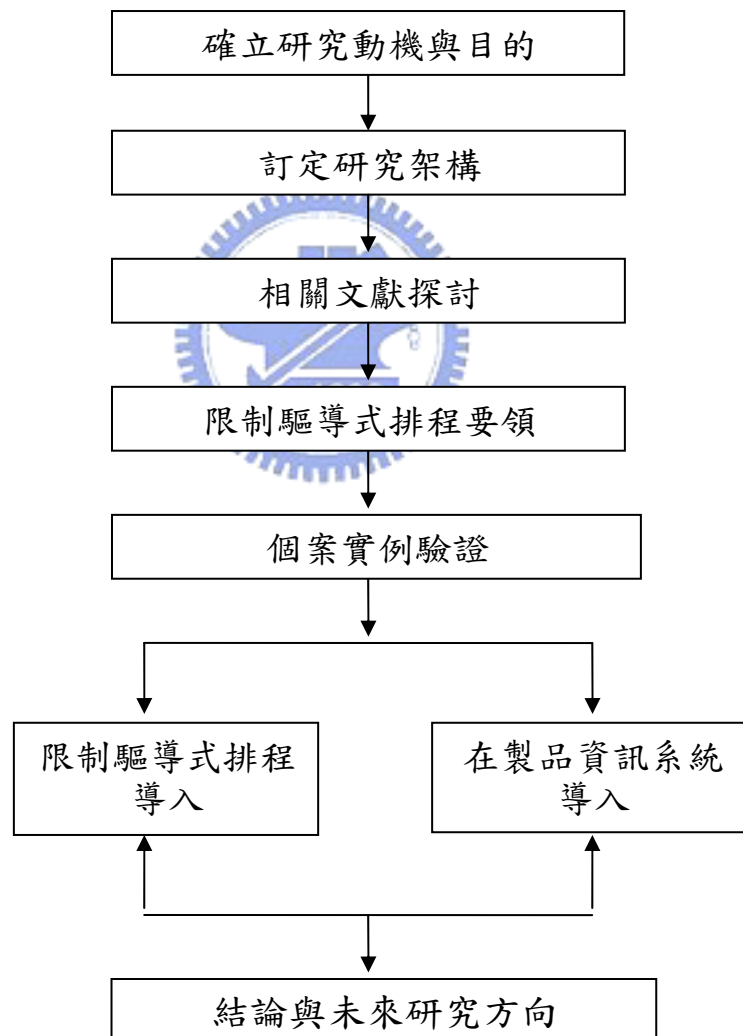 確立研究動機與目的
訂定研究架構
相關文獻探討
限制驅導式排程要領
個案實例驗證
限制驅導式排程
導入
在製品資訊系統
導入
結論與未來研究方向